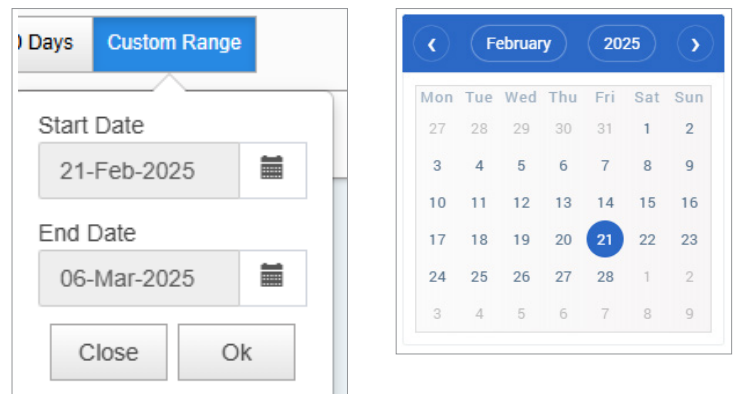 ) Days Custom Range
Start Date
21-Feb-2025
End Date
06-Mar-2025
Close Ok
‹ February 2025 ›
Mon Tue Wed Thu Fri Sat Sun
27 28 29 30 31 1 2
3 4 5 6 7 8 9
10 11 12 13 14 15 16
17 18 19 20 21 22 23
24 25 26 27 28 1 2
3 4 5 6 7 8 9